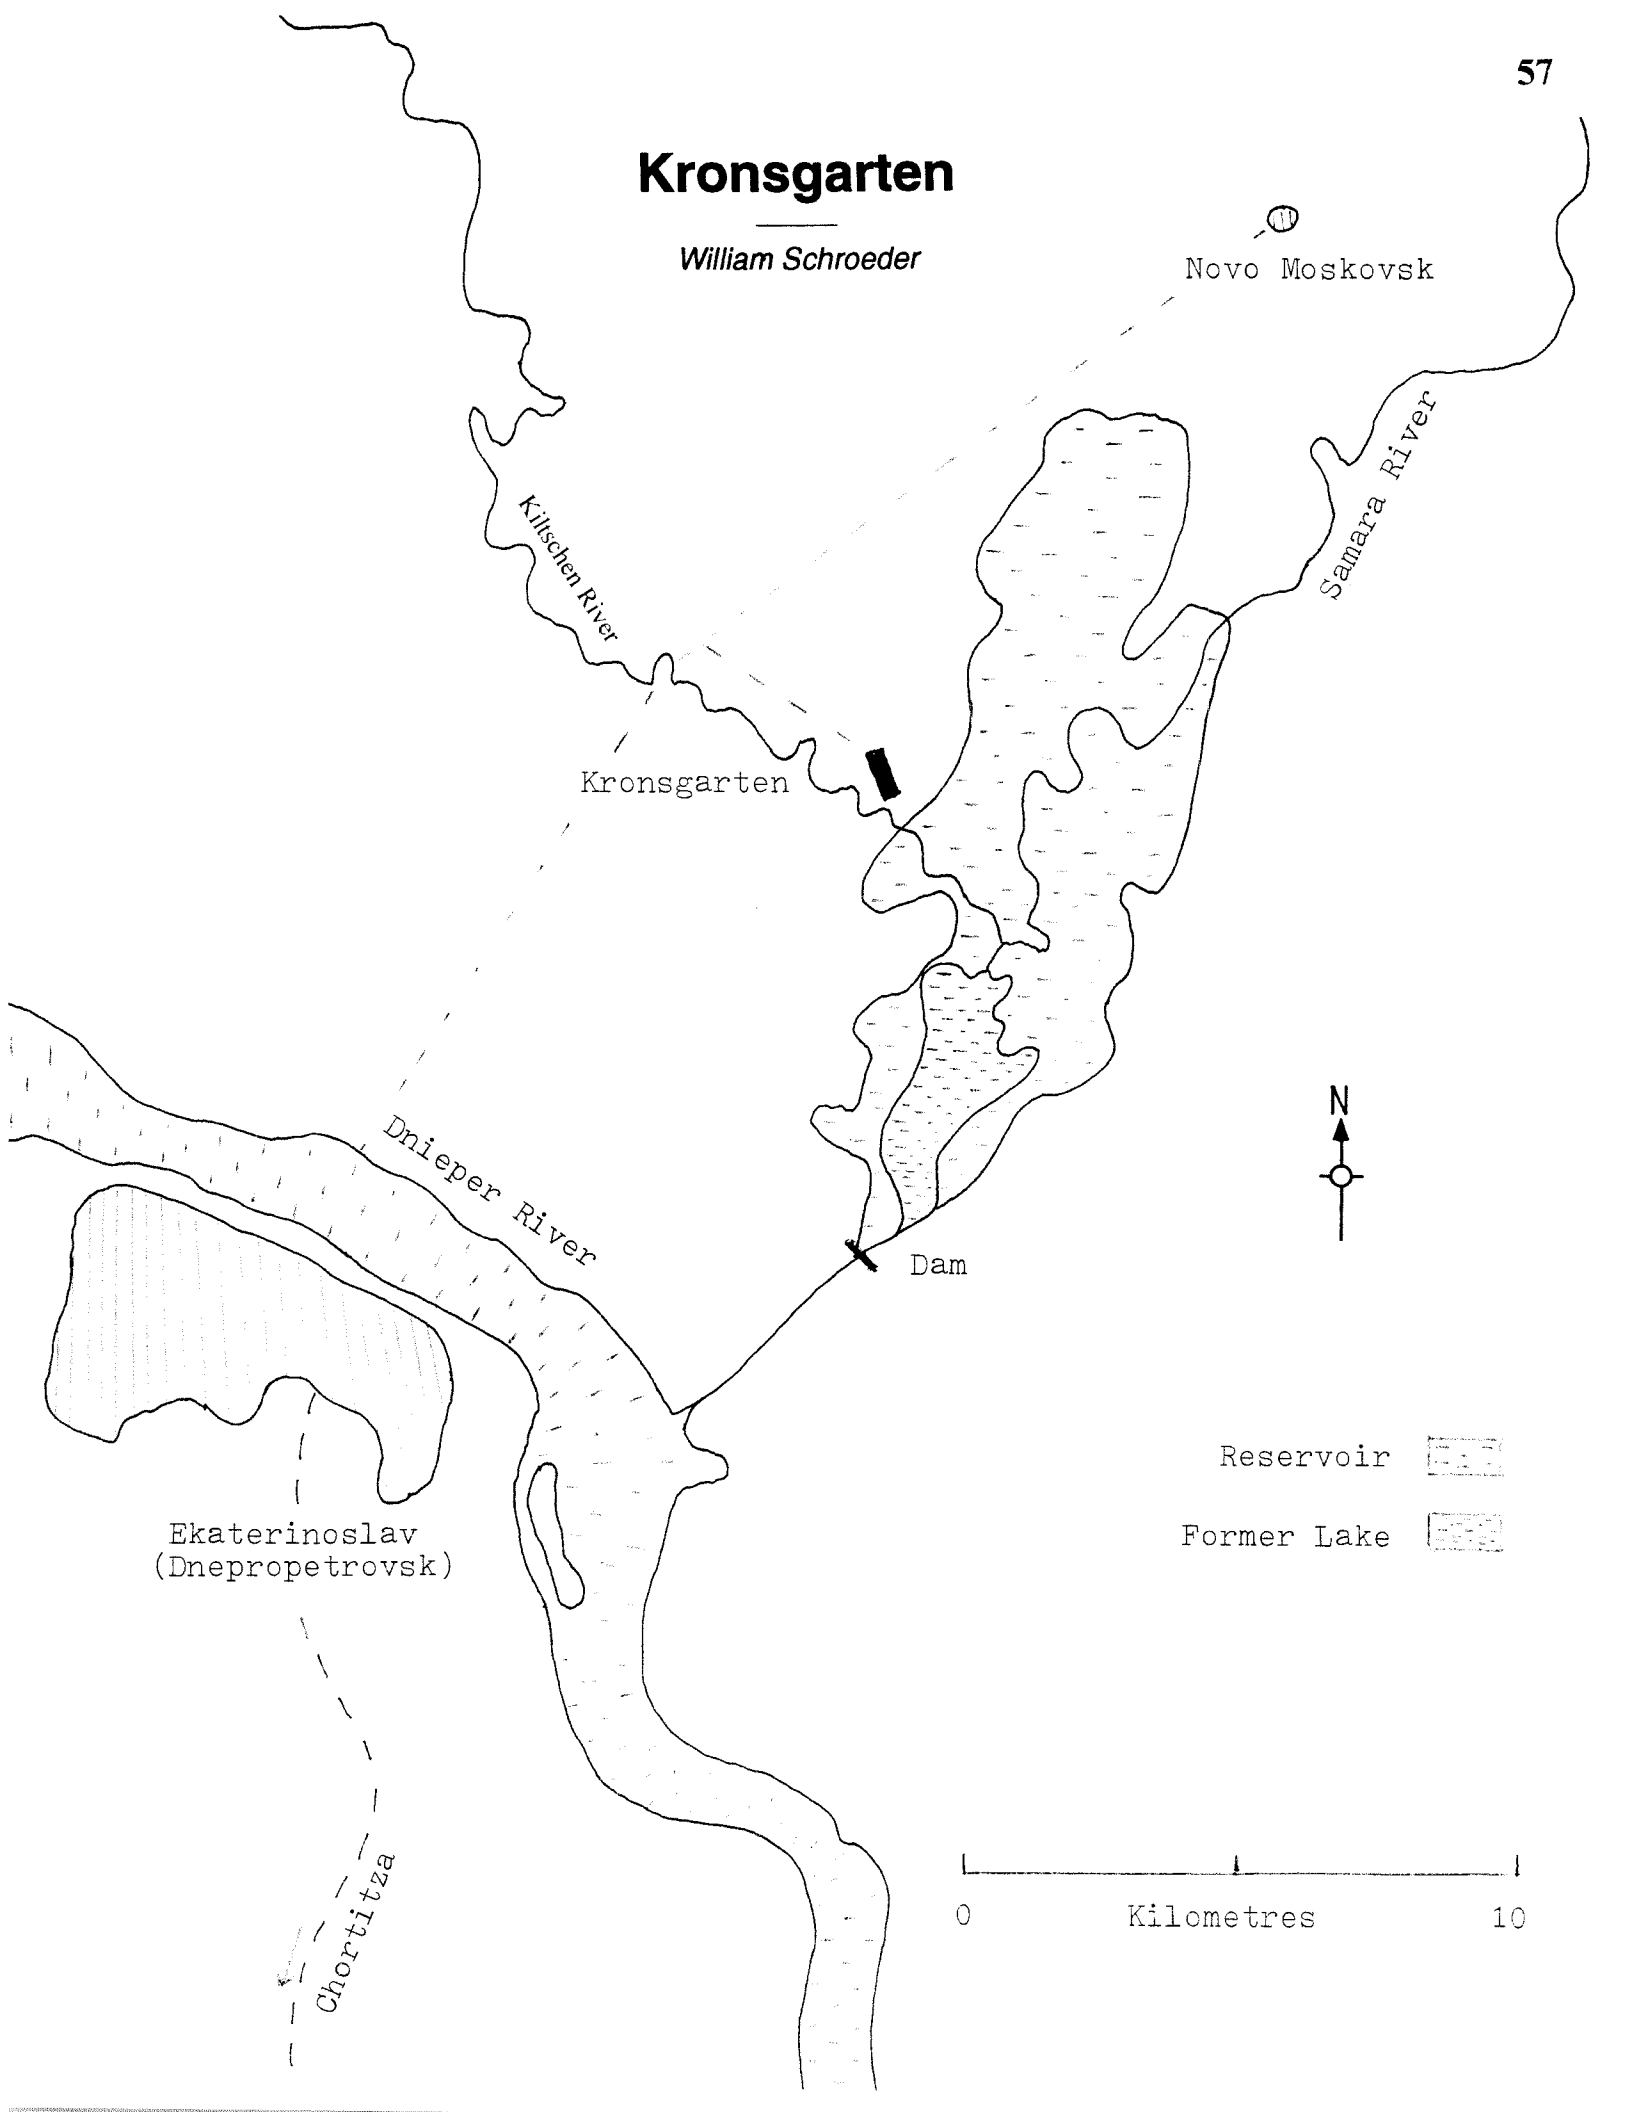 57
Kronsgarten
William Schroeder
Novo Moskovsk
Samara River
Kiltschen River
Kronsgarten
Dnieper River
N
Dam
Reservoir
Former Lake
Ekaterinoslav
(Dnepropetrovsk)
Chortitza
0 Kilometres 10